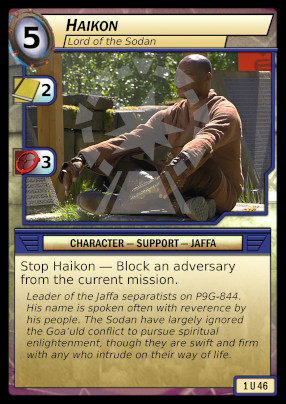 5
HAIKON
Lord of the Sodan
2
3
CHARACTER – SUPPORT – JAFFA
Stop Haikon — Block an adversary
from the current mission.
Leader of the Jaffa separatists on P9G-844.
His name is spoken often with reverence by
his people. The Sodan have largely ignored
the Goa'uld conflict to pursue spiritual
enlightenment, though they are swift and firm
with any who intrude on their way of life.
1 U 46